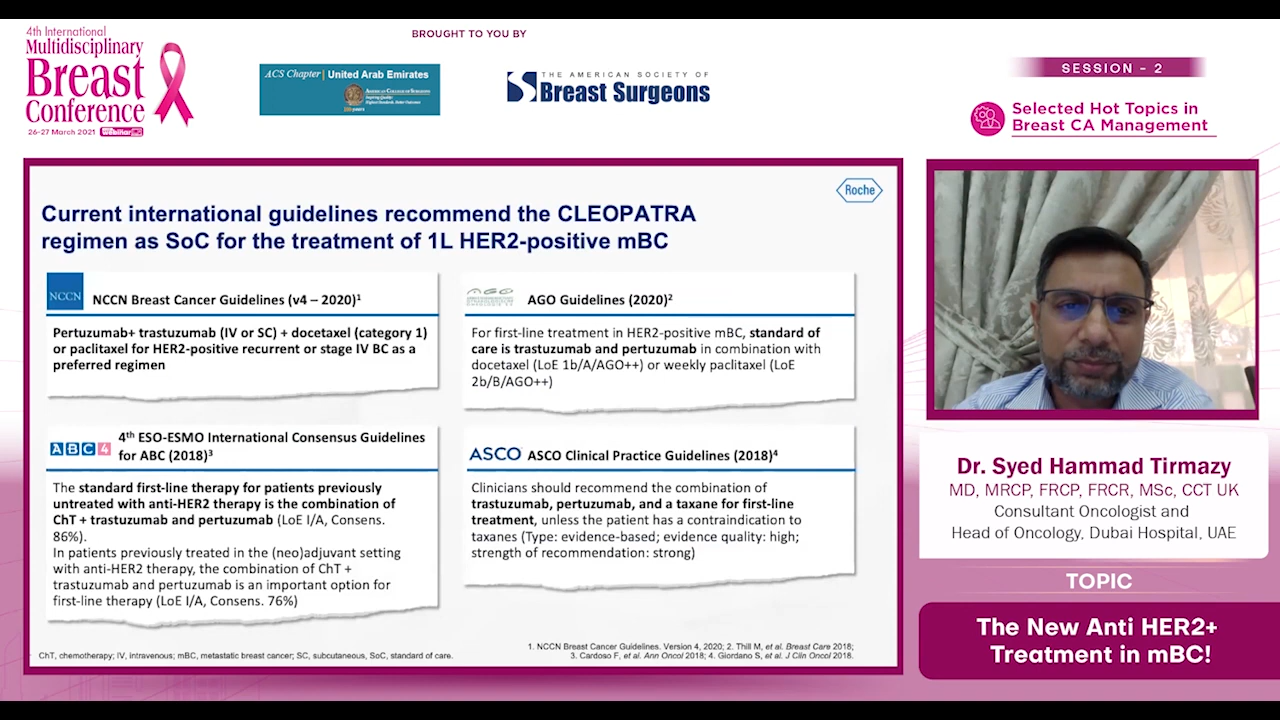 4th International
Multidisciplinary
Breast
Conference
26-27 March 2021 webinar
BROUGHT TO YOU BY
ACS Chapter | United Arab Emirates
AMERICAN COLLEGE OF SURGEONS
Inspiring Quality:
Highest Standards, Better Outcomes
THE AMERICAN SOCIETY OF
Breast Surgeons
SESSION - 2
Selected Hot Topics in
Breast CA Management
Roche
Current international guidelines recommend the CLEOPATRA
regimen as SoC for the treatment of 1L HER2-positive mBC
NCCN
NCCN Breast Cancer Guidelines (v4 – 2020)¹
Pertuzumab+ trastuzumab (IV or SC) + docetaxel (category 1)
or paclitaxel for HER2-positive recurrent or stage IV BC as a
preferred regimen
AGO Guidelines (2020)²
For first-line treatment in HER2-positive mBC, standard of
care is trastuzumab and pertuzumab in combination with
docetaxel (LoE 1b/A/AGO++) or weekly paclitaxel (LoE
2b/B/AGO++)
ABC4
4th ESO-ESMO International Consensus Guidelines
for ABC (2018)³
The standard first-line therapy for patients previously
untreated with anti-HER2 therapy is the combination of
ChT + trastuzumab and pertuzumab (LoE I/A, Consens.
86%).
In patients previously treated in the (neo)adjuvant setting
with anti-HER2 therapy, the combination of ChT +
trastuzumab and pertuzumab is an important option for
first-line therapy (LoE I/A, Consens. 76%)
ASCO
ASCO Clinical Practice Guidelines (2018)⁴
Clinicians should recommend the combination of
trastuzumab, pertuzumab, and a taxane for first-line
treatment, unless the patient has a contraindication to
taxanes (Type: evidence-based; evidence quality: high;
strength of recommendation: strong)
ChT, chemotherapy; IV, intravenous; mBC, metastatic breast cancer; SC, subcutaneous, SoC, standard of care.
1. NCCN Breast Cancer Guidelines. Version 4, 2020; 2. Thill M, et al. Breast Care 2018;
3. Cardoso F, et al. Ann Oncol 2018; 4. Giordano S, et al. J Clin Oncol 2018.
Dr. Syed Hammad Tirmazy
MD, MRCP, FRCP, FRCR, MSc, CCT UK
Consultant Oncologist and
Head of Oncology, Dubai Hospital, UAE
TOPIC
The New Anti HER2+
Treatment in mBC!